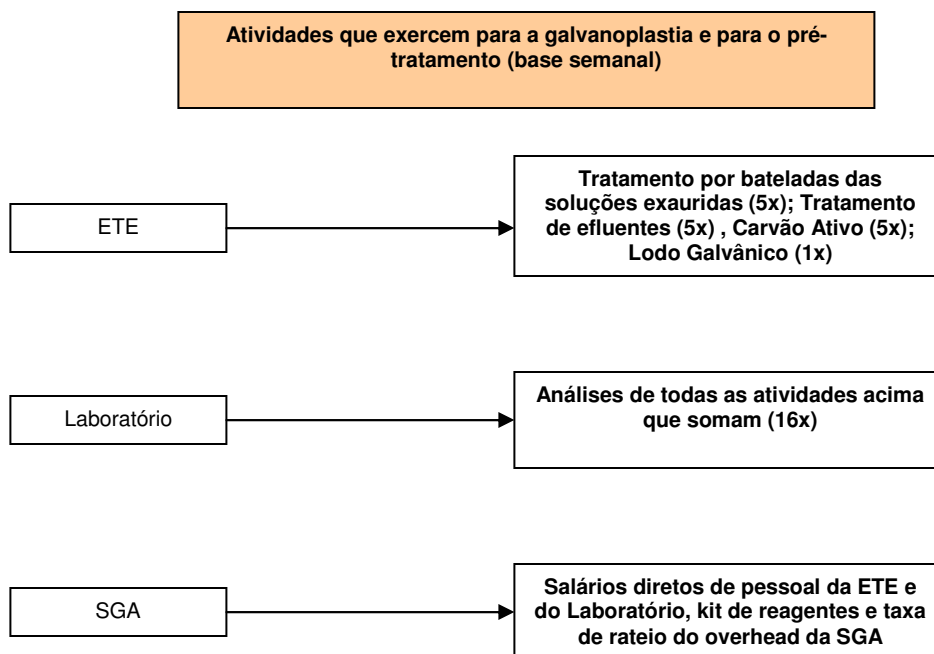 Atividades que exercem para a galvanoplastia e para o pré-
tratamento (base semanal)
ETE
Tratamento por bateladas das
soluções exauridas (5x); Tratamento
de efluentes (5x) , Carvão Ativo (5x);
Lodo Galvânico (1x)
Laboratório
Análises de todas as atividades acima
que somam (16x)
SGA
Salários diretos de pessoal da ETE e
do Laboratório, kit de reagentes e taxa
de rateio do overhead da SGA